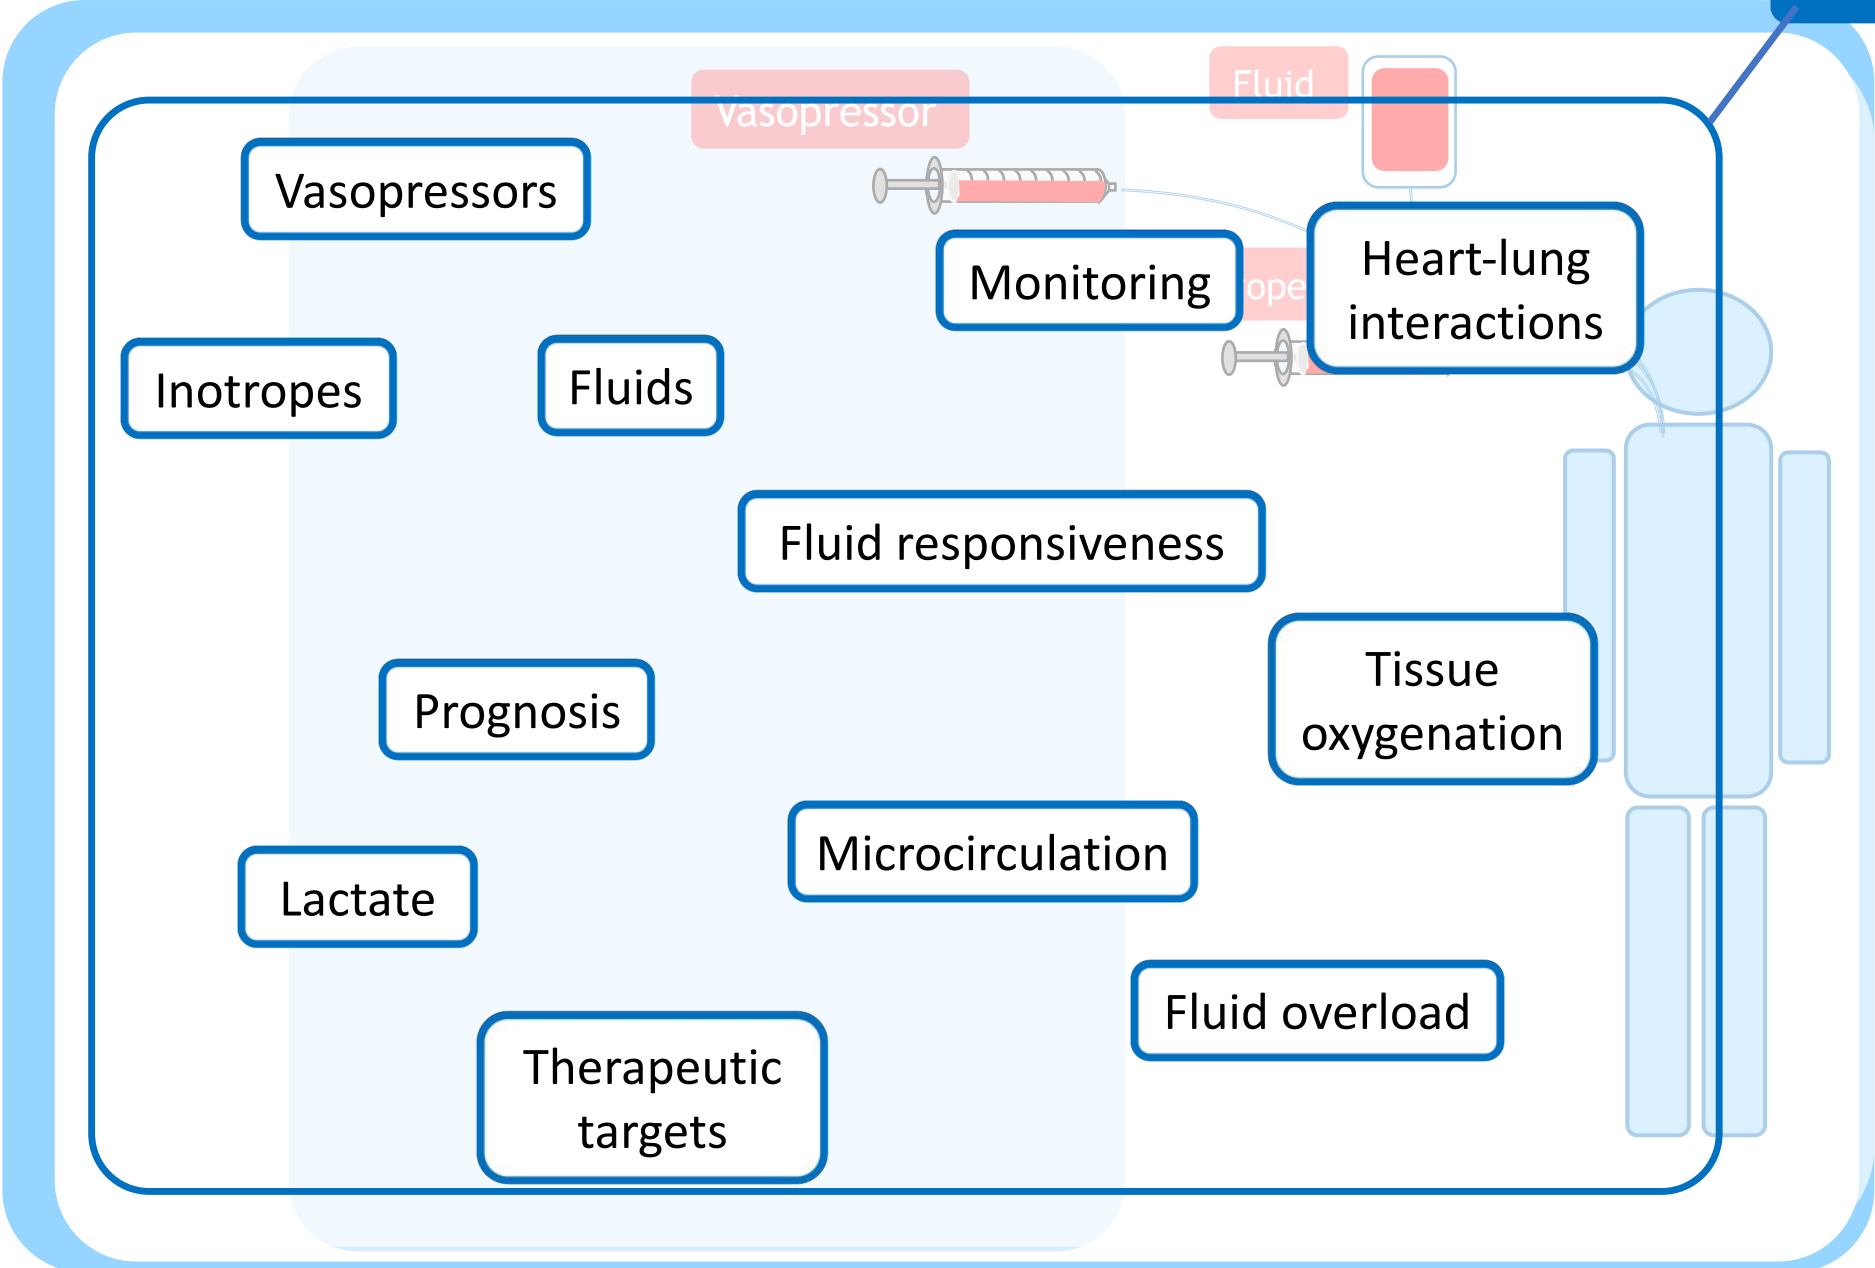 Vasopressor
Fluid
Vasopressors
Monitoring
Heart-lung
interactions
Inotropes
Fluids
Fluid responsiveness
Tissue
oxygenation
Prognosis
Microcirculation
Lactate
Fluid overload
Therapeutic
targets